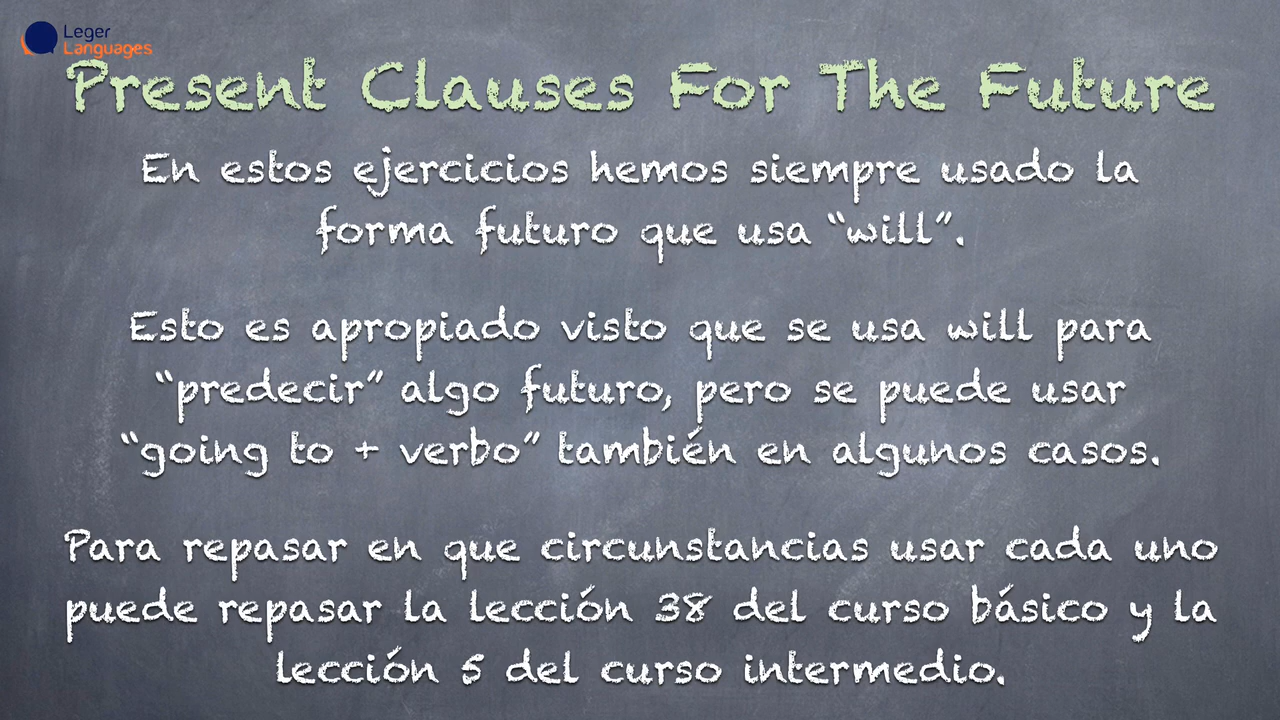 Leger
Languages
Present Clauses For The Future
En estos ejercicios hemos siempre usado la
forma futuro que usa “will”.
Esto es apropiado visto que se usa will para
“predecir” algo futuro, pero se puede usar
“going to + verbo” también en algunos casos.
Para repasar en que circunstancias usar cada uno
puede repasar la lección 38 del curso básico y la
lección 5 del curso intermedio.